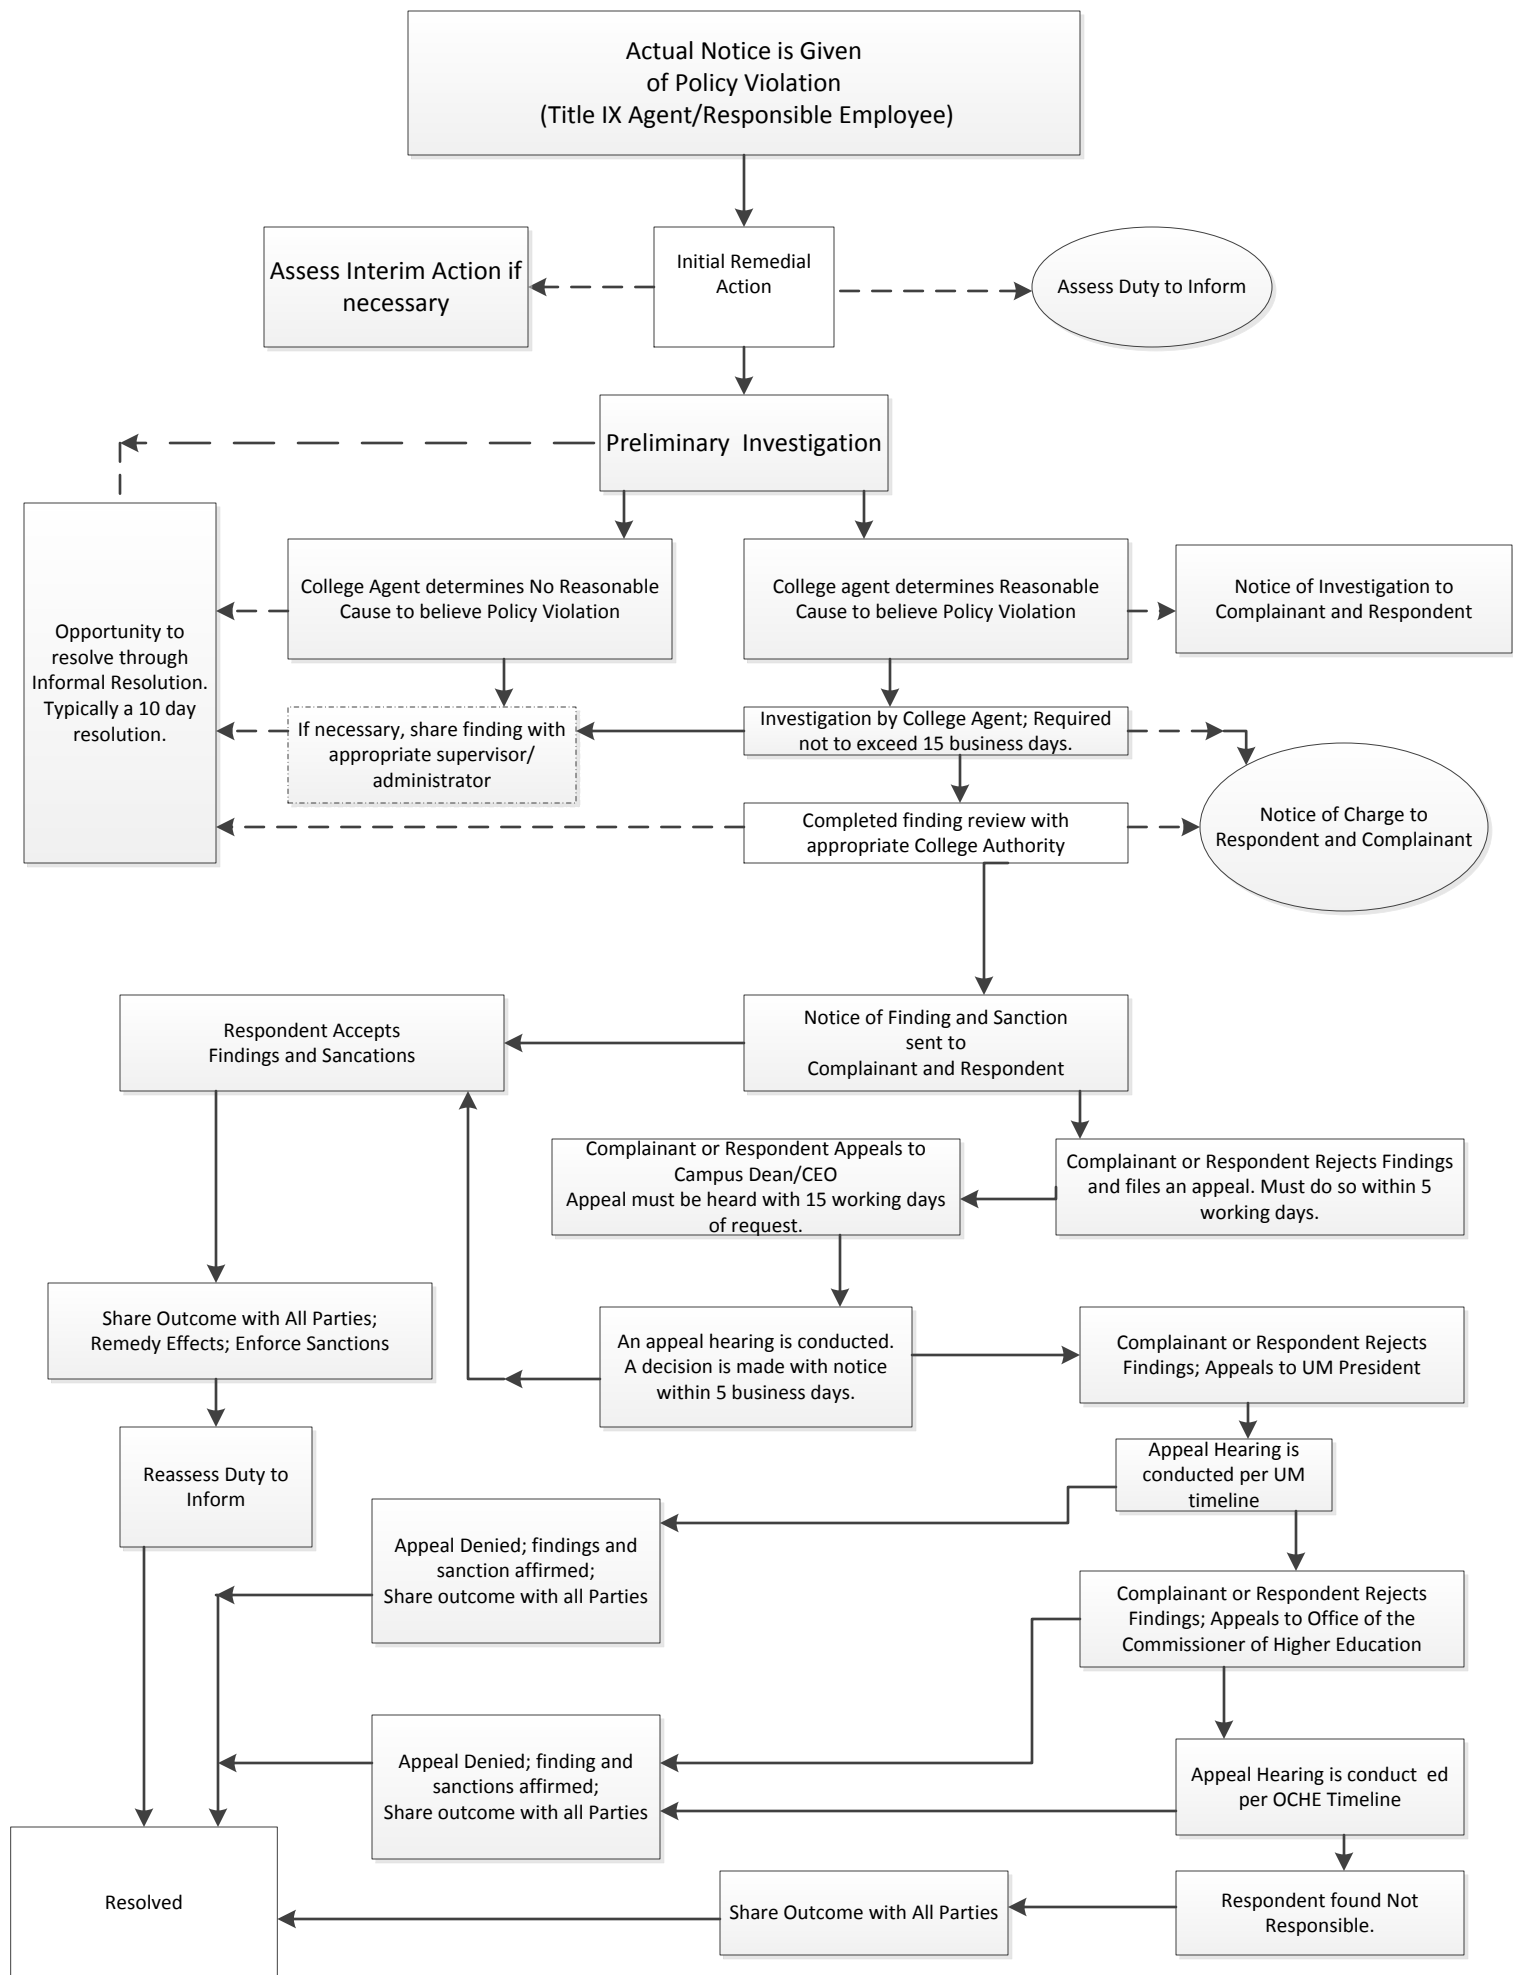 Actual Notice is Given
of Policy Violation
(Title IX Agent/Responsible Employee)
Assess Interim Action if
necessary
Initial Remedial
Action
Assess Duty to Inform
Preliminary Investigation
College Agent determines No Reasonable
Cause to believe Policy Violation
College agent determines Reasonable
Cause to believe Policy Violation
Notice of Investigation to
Complainant and Respondent
Opportunity to
resolve through
Informal Resolution.
Typically a 10 day
resolution.
If necessary, share finding with
appropriate supervisor/
administrator
Investigation by College Agent; Required
not to exceed 15 business days.
Completed finding review with
appropriate College Authority
Notice of Charge to
Respondent and Complainant
Respondent Accepts
Findings and Sancations
Notice of Finding and Sanction
sent to
Complainant and Respondent
Complainant or Respondent Appeals to
Campus Dean/CEO
Appeal must be heard with 15 working days
of request.
Complainant or Respondent Rejects Findings
and files an appeal. Must do so within 5
working days.
Share Outcome with All Parties;
Remedy Effects; Enforce Sanctions
An appeal hearing is conducted.
A decision is made with notice
within 5 business days.
Complainant or Respondent Rejects
Findings; Appeals to UM President
Reassess Duty to
Inform
Appeal Hearing is
conducted per UM
timeline
Appeal Denied; findings and
sanction affirmed;
Share outcome with all Parties
Complainant or Respondent Rejects
Findings; Appeals to Office of the
Commissioner of Higher Education
Appeal Denied; finding and
sanctions affirmed;
Share outcome with all Parties
Appeal Hearing is conduct ed
per OCHE Timeline
Resolved
Share Outcome with All Parties
Respondent found Not
Responsible.